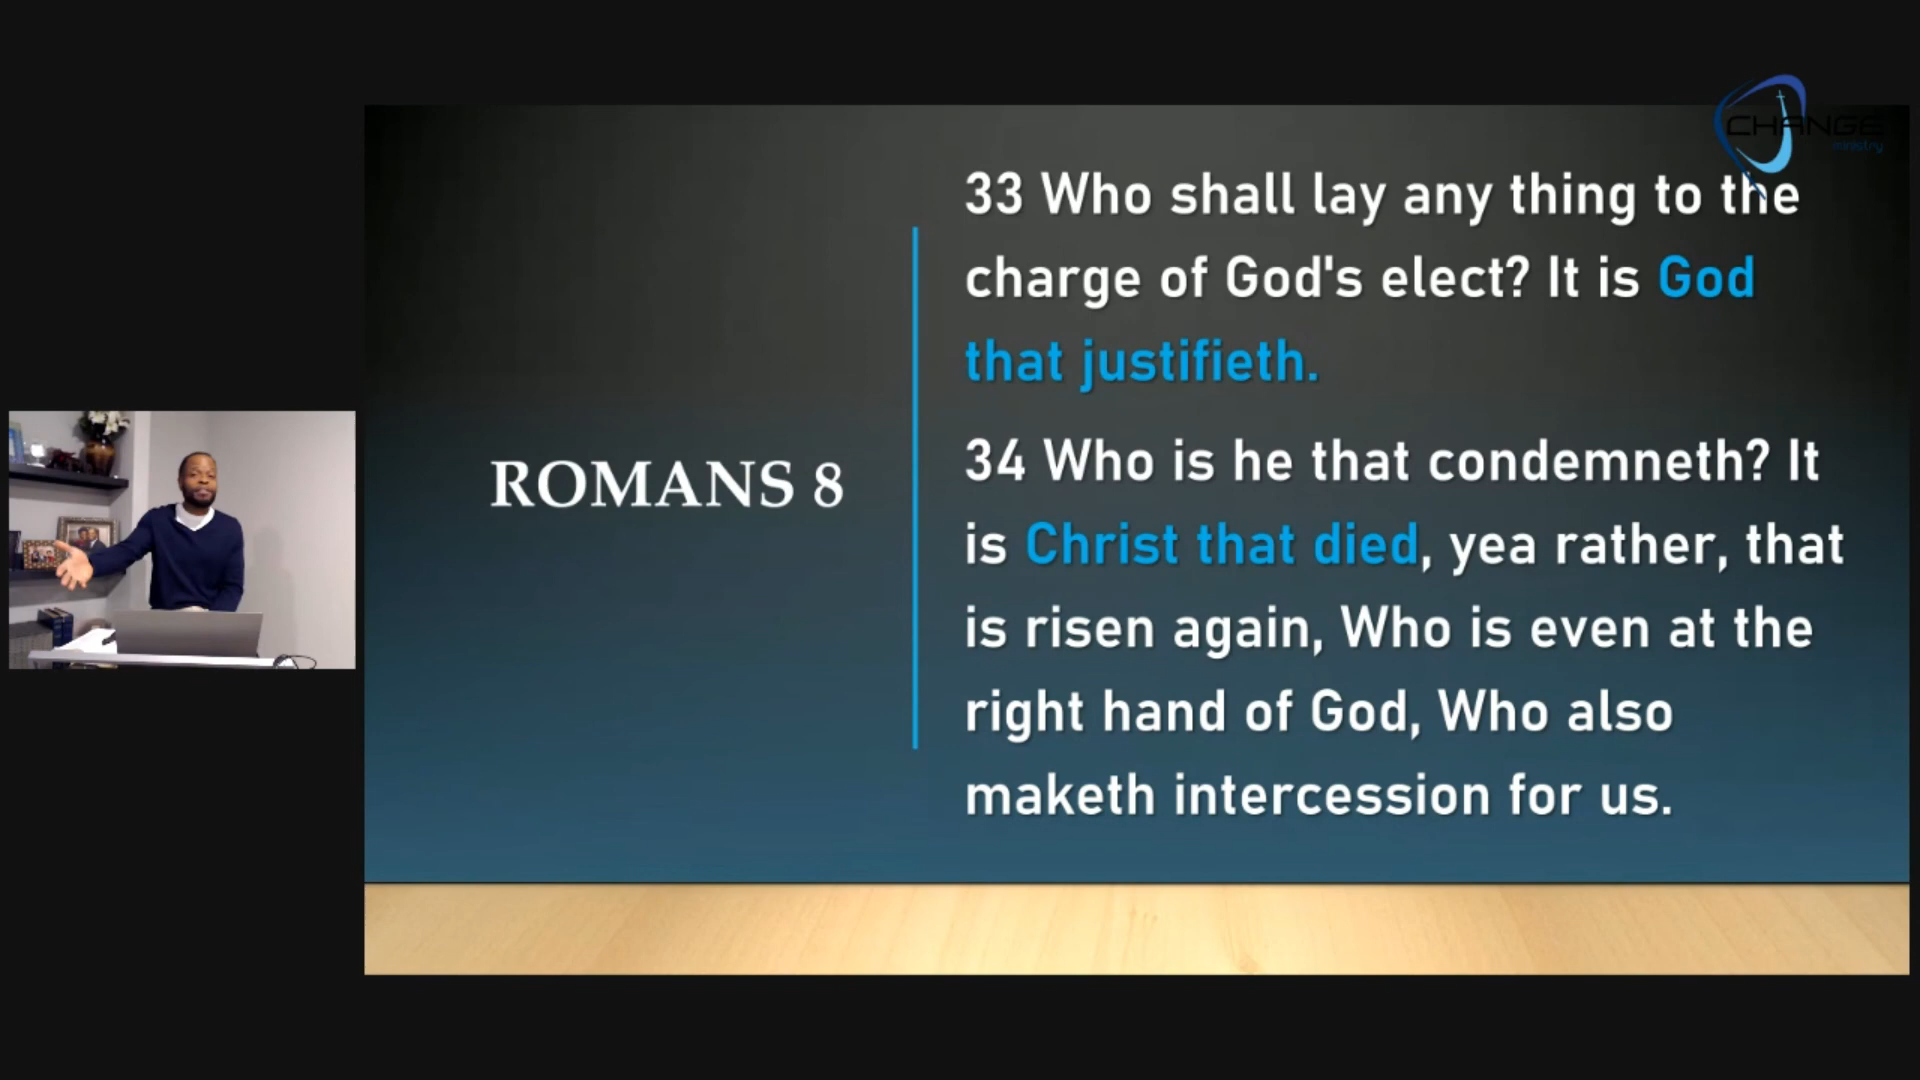 CHANGE
ministry
ROMANS 8
33 Who shall lay any thing to the
charge of God's elect? It is God
that justifieth.
34 Who is he that condemneth? It
is Christ that died, yea rather, that
is risen again, Who is even at the
right hand of God, Who also
maketh intercession for us.